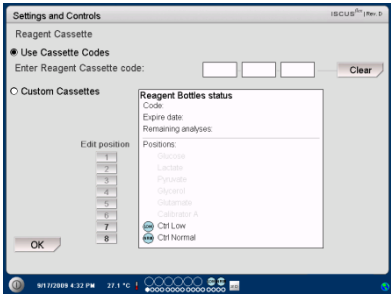 Settings and Controls
ISCUSflex | Rev. D
Reagent Cassette
Use Cassette Codes
Enter Reagent Cassette code:
Clear
Custom Cassettes
Reagent Bottles status
Code:
Expire date:
Remaining analyses:
Edit position
Positions:
1 Glucose
2 Lactate
3 Pyruvate
4 Glycerol
5 Glutamate
6 Calibrator A
7 Ctrl Low
8 Ctrl Normal
OK
9/17/2009 4:32 PM 27.1 °C